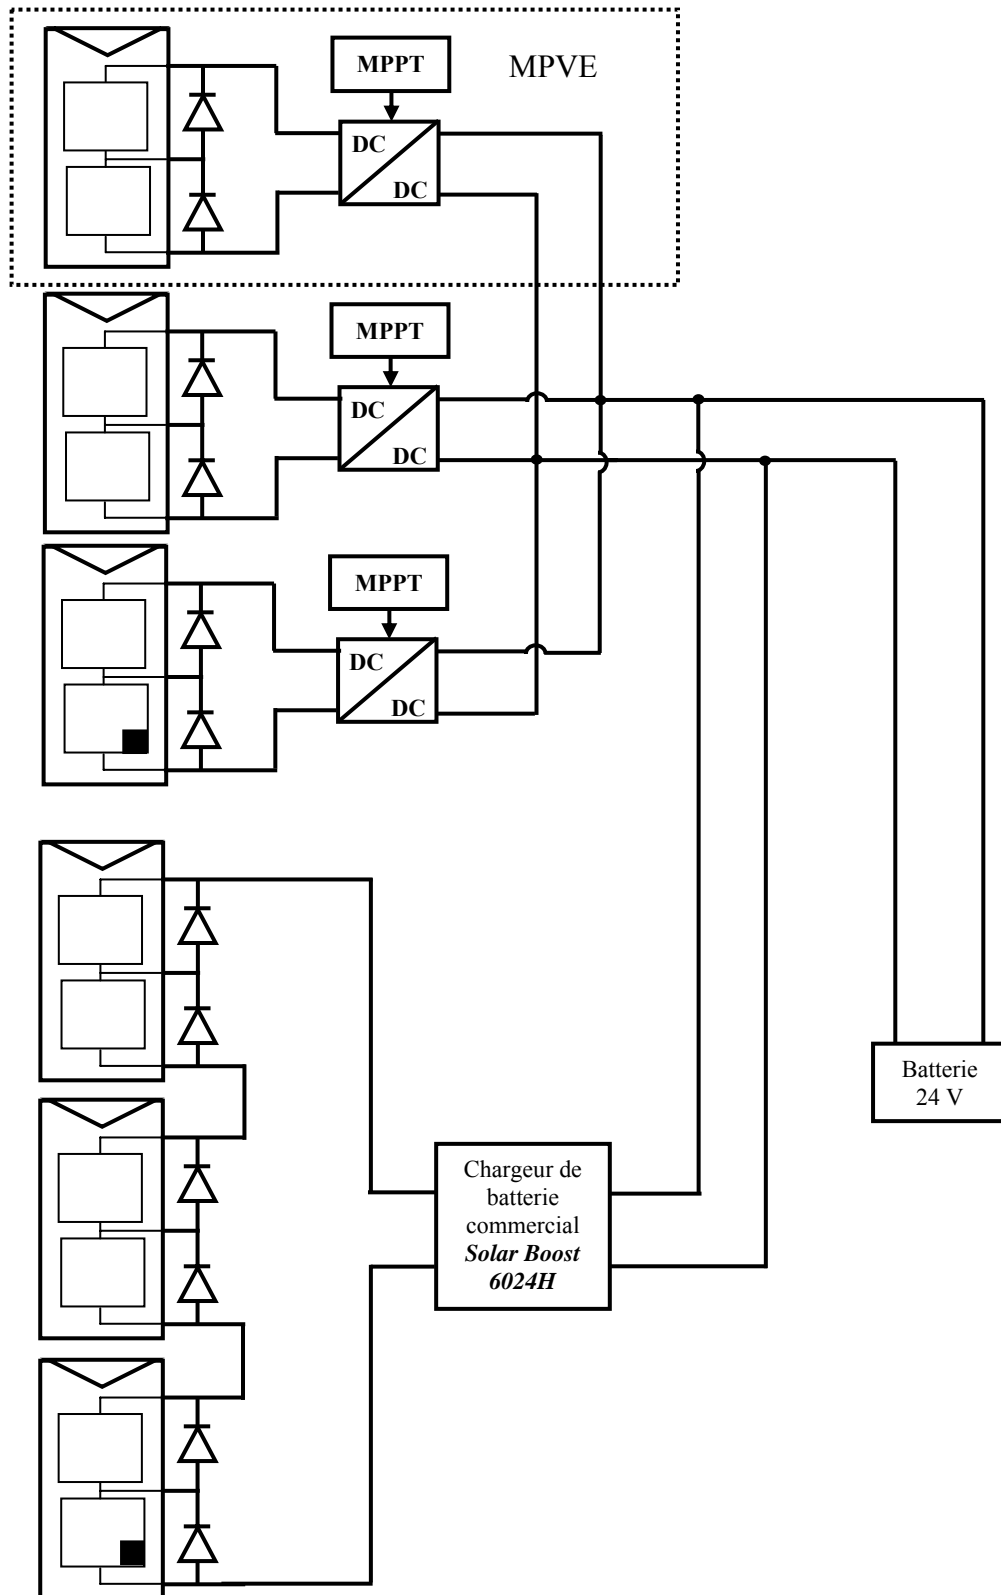 MPPT
MPVE
DC
DC
MPPT
DC
DC
MPPT
DC
DC
Batterie
24 V
Chargeur de
batterie
commercial
Solar Boost
6024H